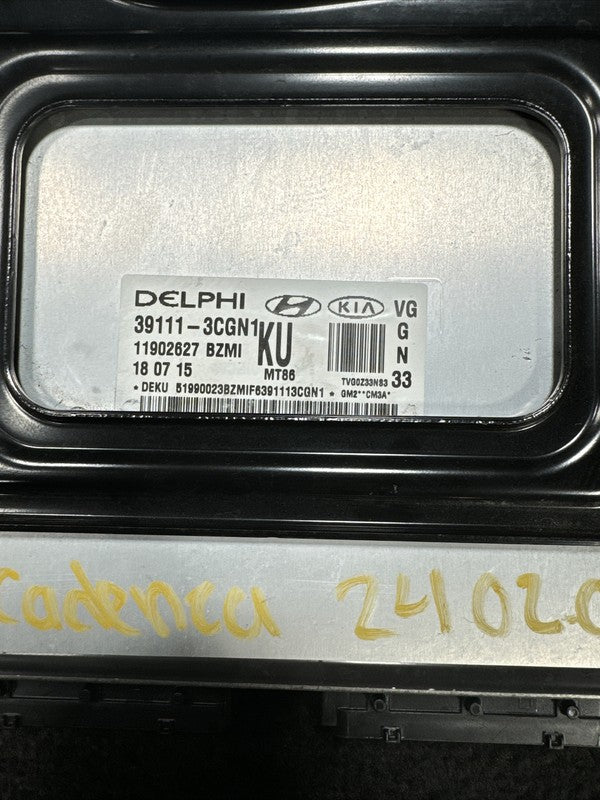 DELPHI HYUNDAI KIA VG
39111-3CGN1 KU G
11902627 BZMI N
18 07 15 MT86 TVG0Z33N83 33
* DEKU 51990023BZMIF6391113CGN1 * GM2**CM3A*
Cadenza 24020